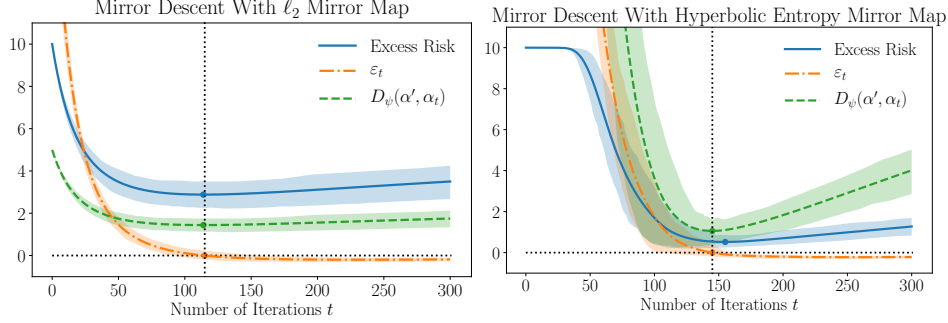 Mirror Descent With ℓ₂ Mirror Map
10
8
6
4
2
0
Excess Risk
εₜ
D_ψ(α′, αₜ)
0 50 100 150 200 250 300
Number of Iterations t
Mirror Descent With Hyperbolic Entropy Mirror Map
10
8
6
4
2
0
Excess Risk
εₜ
D_ψ(α′, αₜ)
0 50 100 150 200 250 300
Number of Iterations t